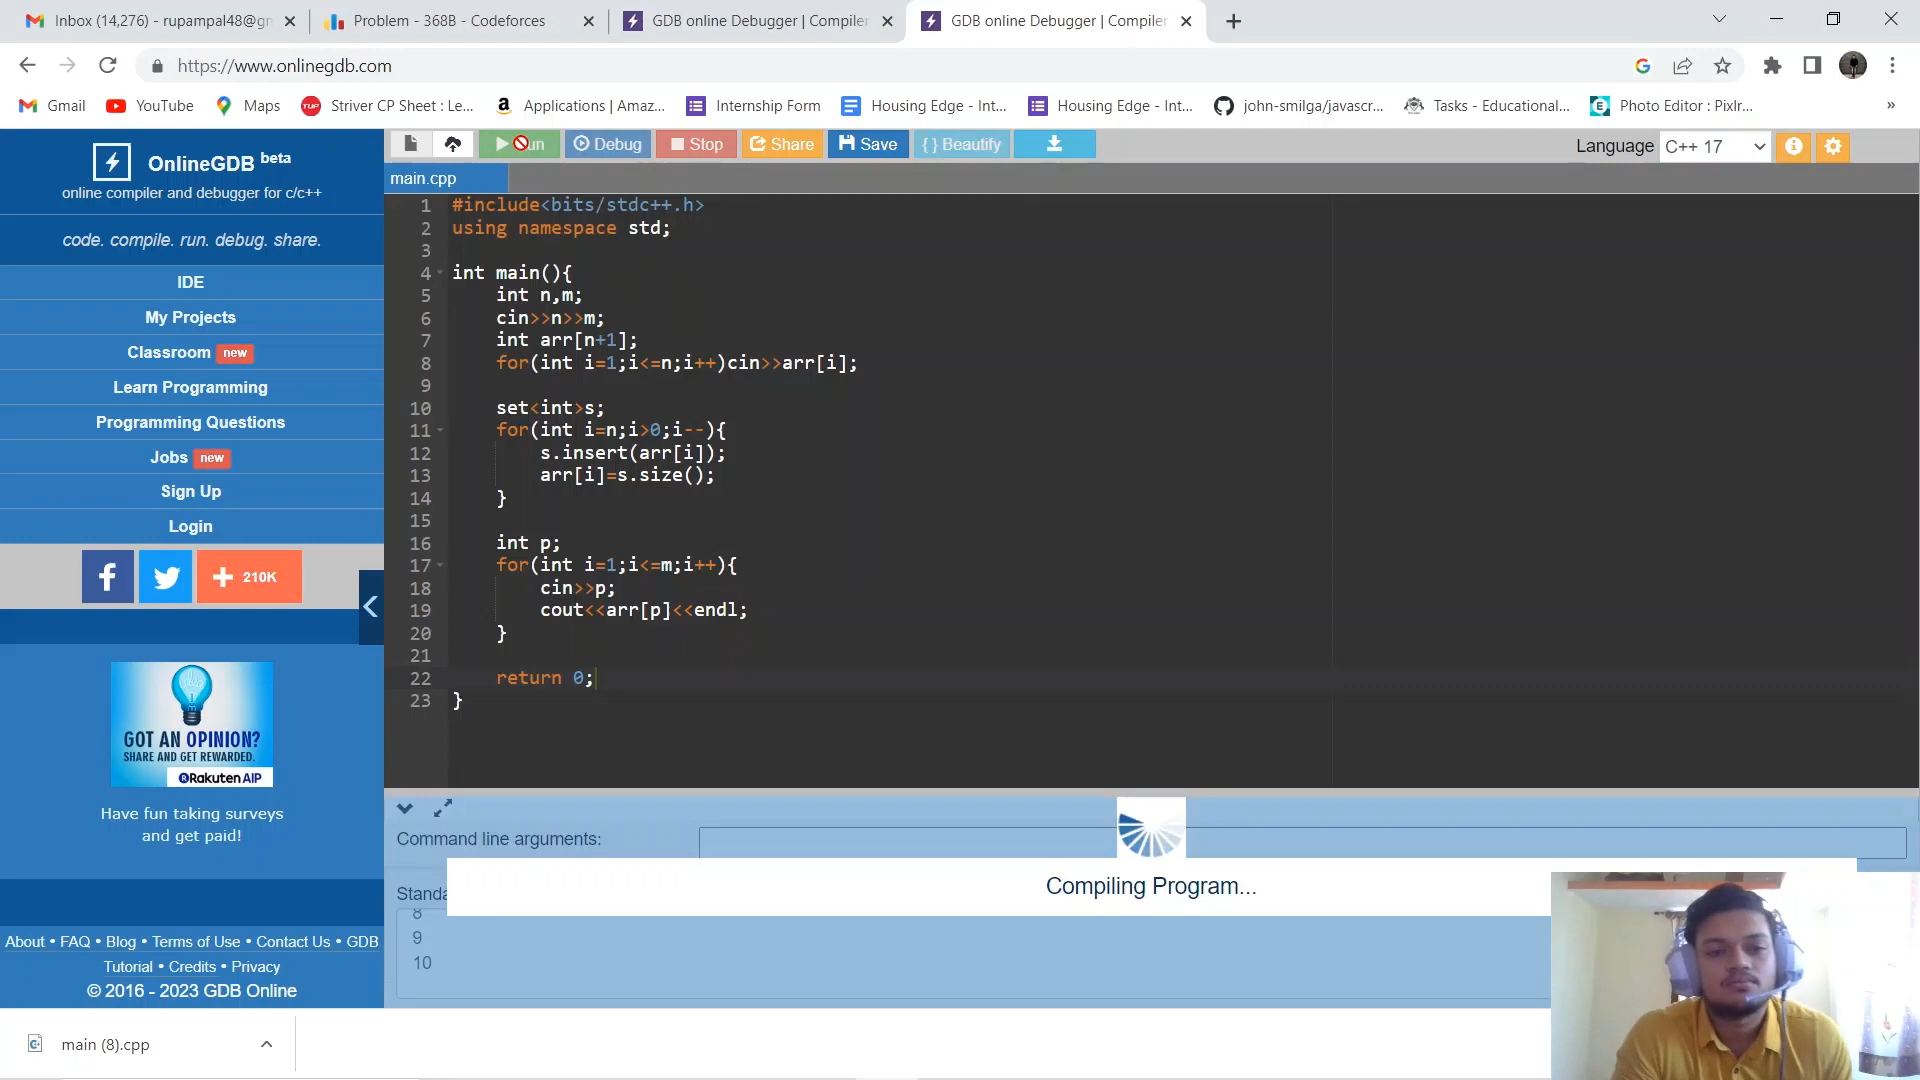 Inbox (14,276) - rupampal48@gm
Problem - 368B - Codeforces
GDB online Debugger | Compiler
GDB online Debugger | Compiler
https://www.onlinegdb.com
Gmail
YouTube
Maps
Striver CP Sheet : Le...
Applications | Amaz...
Internship Form
Housing Edge - Int...
Housing Edge - Int...
john-smilga/javascr...
Tasks - Educational...
Photo Editor : Pixlr...
»
OnlineGDB beta
online compiler and debugger for c/c++
code. compile. run. debug. share.
IDE
My Projects
Classroom new
Learn Programming
Programming Questions
Jobs new
Sign Up
Login
210K
GOT AN OPINION?
SHARE AND GET REWARDED.
Rakuten AIP
Have fun taking surveys
and get paid!
About • FAQ • Blog • Terms of Use • Contact Us • GDB
Tutorial • Credits • Privacy
© 2016 - 2023 GDB Online
Debug
Stop
Share
Save
{ } Beautify
Language C++ 17
main.cpp
1 #include<bits/stdc++.h>
2 using namespace std;
3
4 int main(){
5 int n,m;
6 cin>>n>>m;
7 int arr[n+1];
8 for(int i=1;i<=n;i++)cin>>arr[i];
9
10 set<int>s;
11 for(int i=n;i>0;i--){
12 s.insert(arr[i]);
13 arr[i]=s.size();
14 }
15
16 int p;
17 for(int i=1;i<=m;i++){
18 cin>>p;
19 cout<<arr[p]<<endl;
20 }
21
22 return 0;
23 }
Command line arguments:
Compiling Program...
8
9
10
main (8).cpp